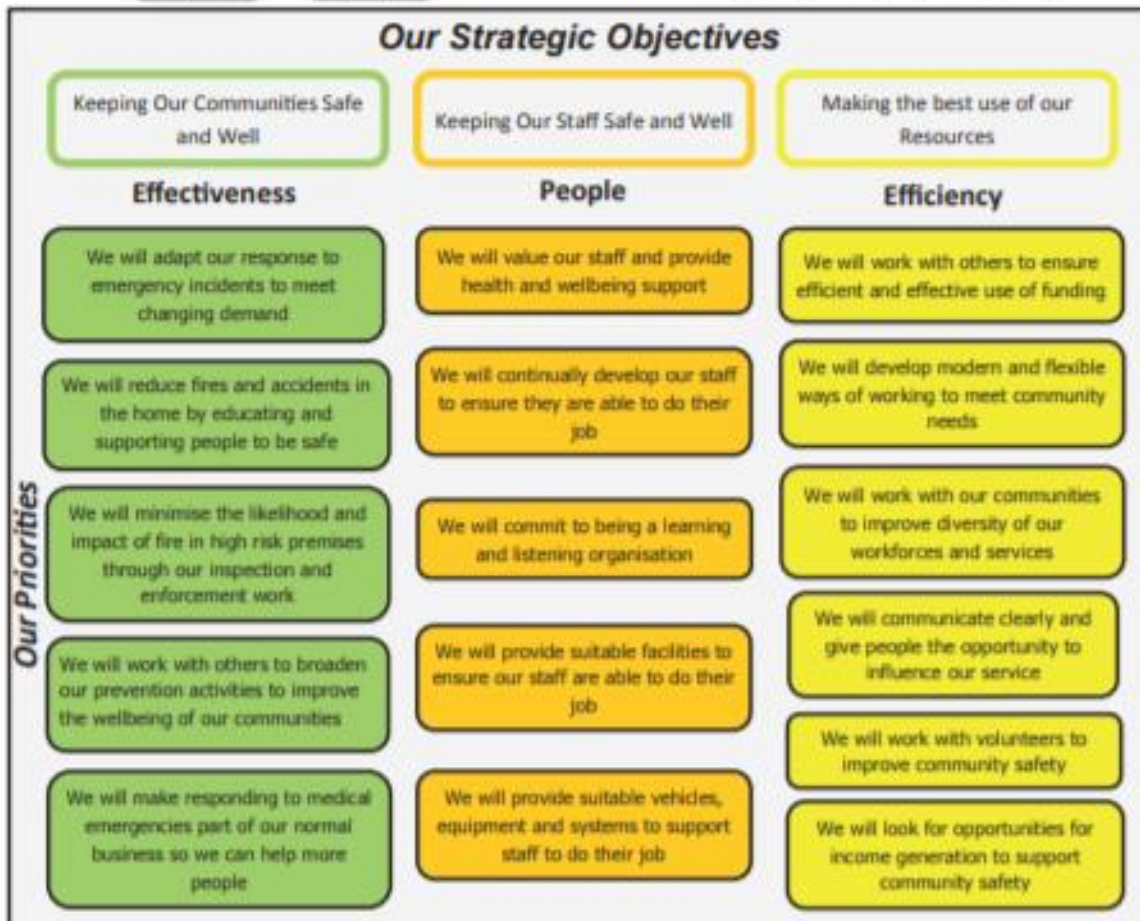 Our Strategic Objectives
Keeping Our Communities Safe
and Well
Effectiveness
We will adapt our response to
emergency incidents to meet
changing demand
We will reduce fires and accidents in
the home by educating and
supporting people to be safe
We will minimise the likelihood and
impact of fire in high risk premises
through our inspection and
enforcement work
We will work with others to broaden
our prevention activities to improve
the wellbeing of our communities
We will make responding to medical
emergencies part of our normal
business so we can help more
people
Keeping Our Staff Safe and Well
People
We will value our staff and provide
health and wellbeing support
We will continually develop our staff
to ensure they are able to do their
job
We will commit to being a learning
and listening organisation
We will provide suitable facilities to
ensure our staff are able to do their
job
We will provide suitable vehicles,
equipment and systems to support
staff to do their job
Making the best use of our
Resources
Efficiency
We will work with others to ensure
efficient and effective use of funding
We will develop modern and flexible
ways of working to meet community
needs
We will work with our communities
to improve diversity of our
workforces and services
We will communicate clearly and
give people the opportunity to
influence our service
We will work with volunteers to
improve community safety
We will look for opportunities for
income generation to support
community safety
Our Priorities